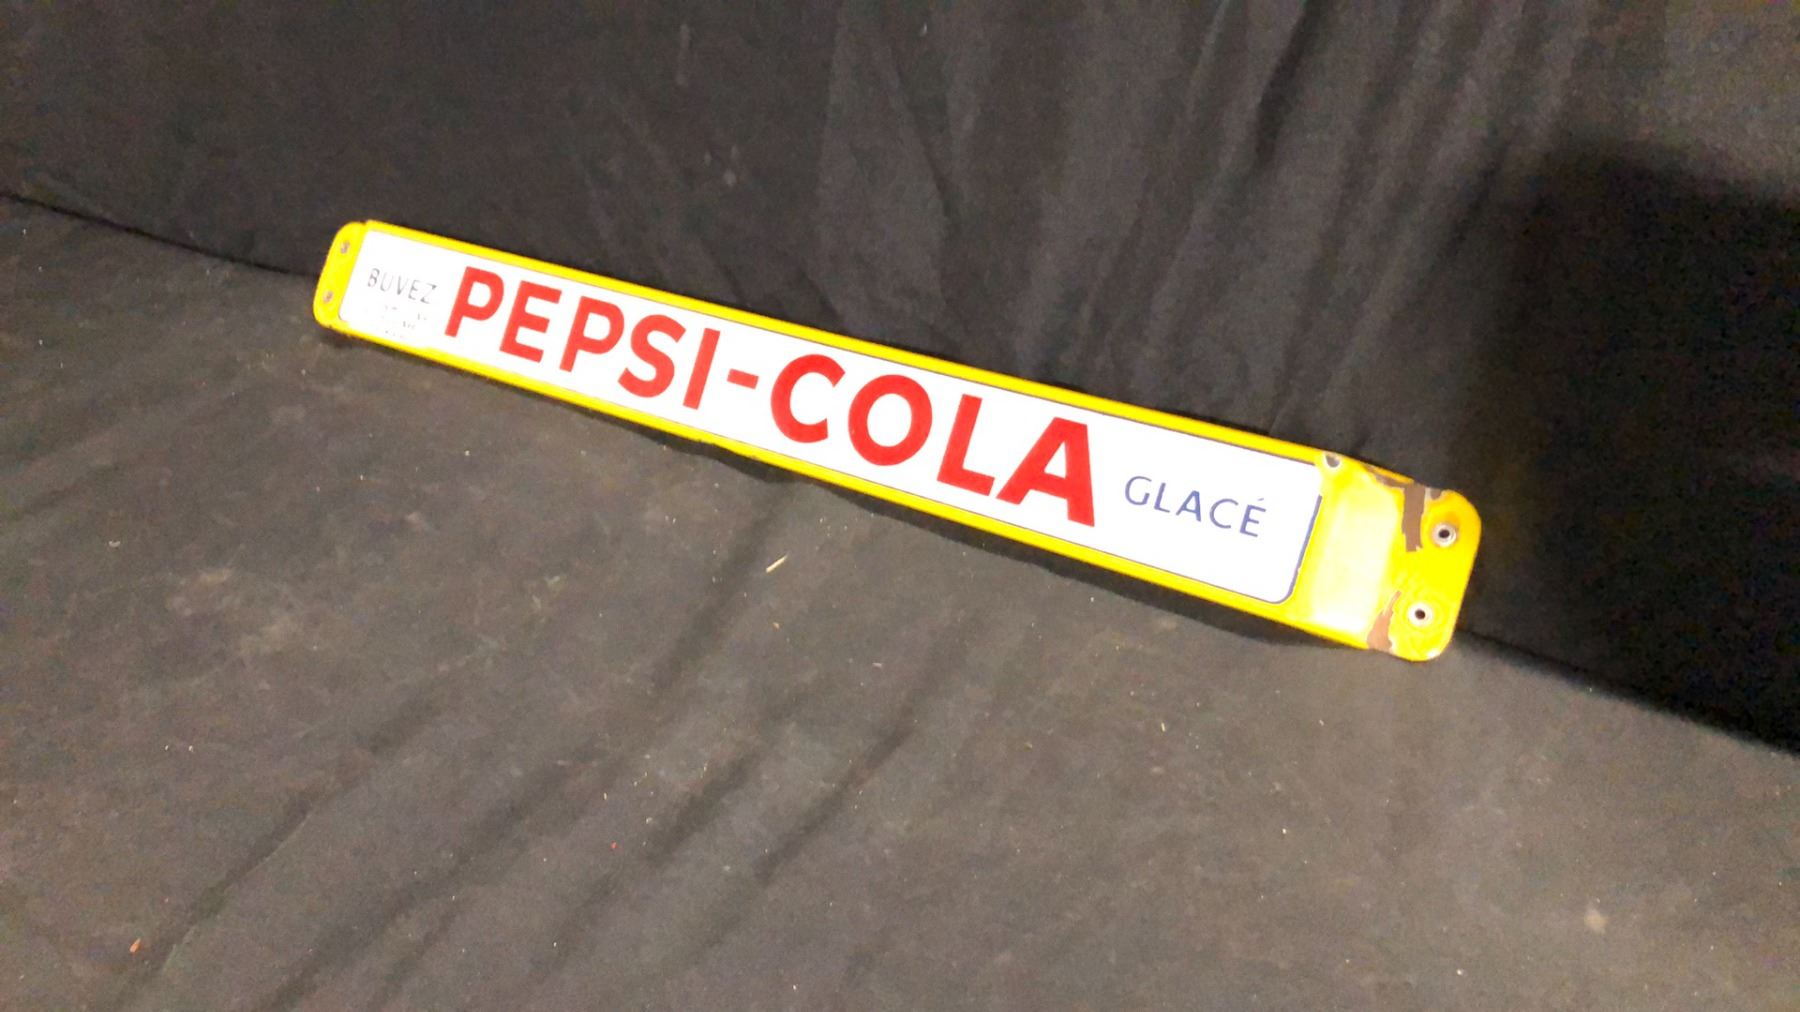 BUVEZ PEPSI-COLA GLACÉ